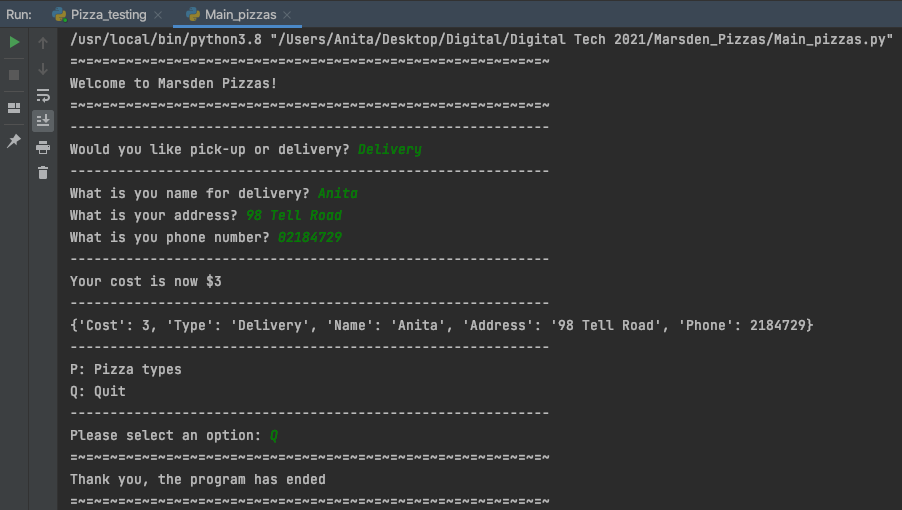 Run: Pizza_testing × Main_pizzas ×
/usr/local/bin/python3.8 "/Users/Anita/Desktop/Digital/Digital Tech 2021/Marsden_Pizzas/Main_pizzas.py"
=~=~=~=~=~=~=~=~=~=~=~=~=~=~=~=~=~=~=~=~=~=~=~=~=~=~=~=~=~=~
Welcome to Marsden Pizzas!
=~=~=~=~=~=~=~=~=~=~=~=~=~=~=~=~=~=~=~=~=~=~=~=~=~=~=~=~=~=~
------------------------------------------------------------
Would you like pick-up or delivery? Delivery
------------------------------------------------------------
What is you name for delivery? Anita
What is your address? 98 Tell Road
What is you phone number? 02184729
------------------------------------------------------------
Your cost is now $3
------------------------------------------------------------
{'Cost': 3, 'Type': 'Delivery', 'Name': 'Anita', 'Address': '98 Tell Road', 'Phone': 2184729}
------------------------------------------------------------
P: Pizza types
Q: Quit
------------------------------------------------------------
Please select an option: Q
=~=~=~=~=~=~=~=~=~=~=~=~=~=~=~=~=~=~=~=~=~=~=~=~=~=~=~=~=~=~
Thank you, the program has ended
=~=~=~=~=~=~=~=~=~=~=~=~=~=~=~=~=~=~=~=~=~=~=~=~=~=~=~=~=~=~